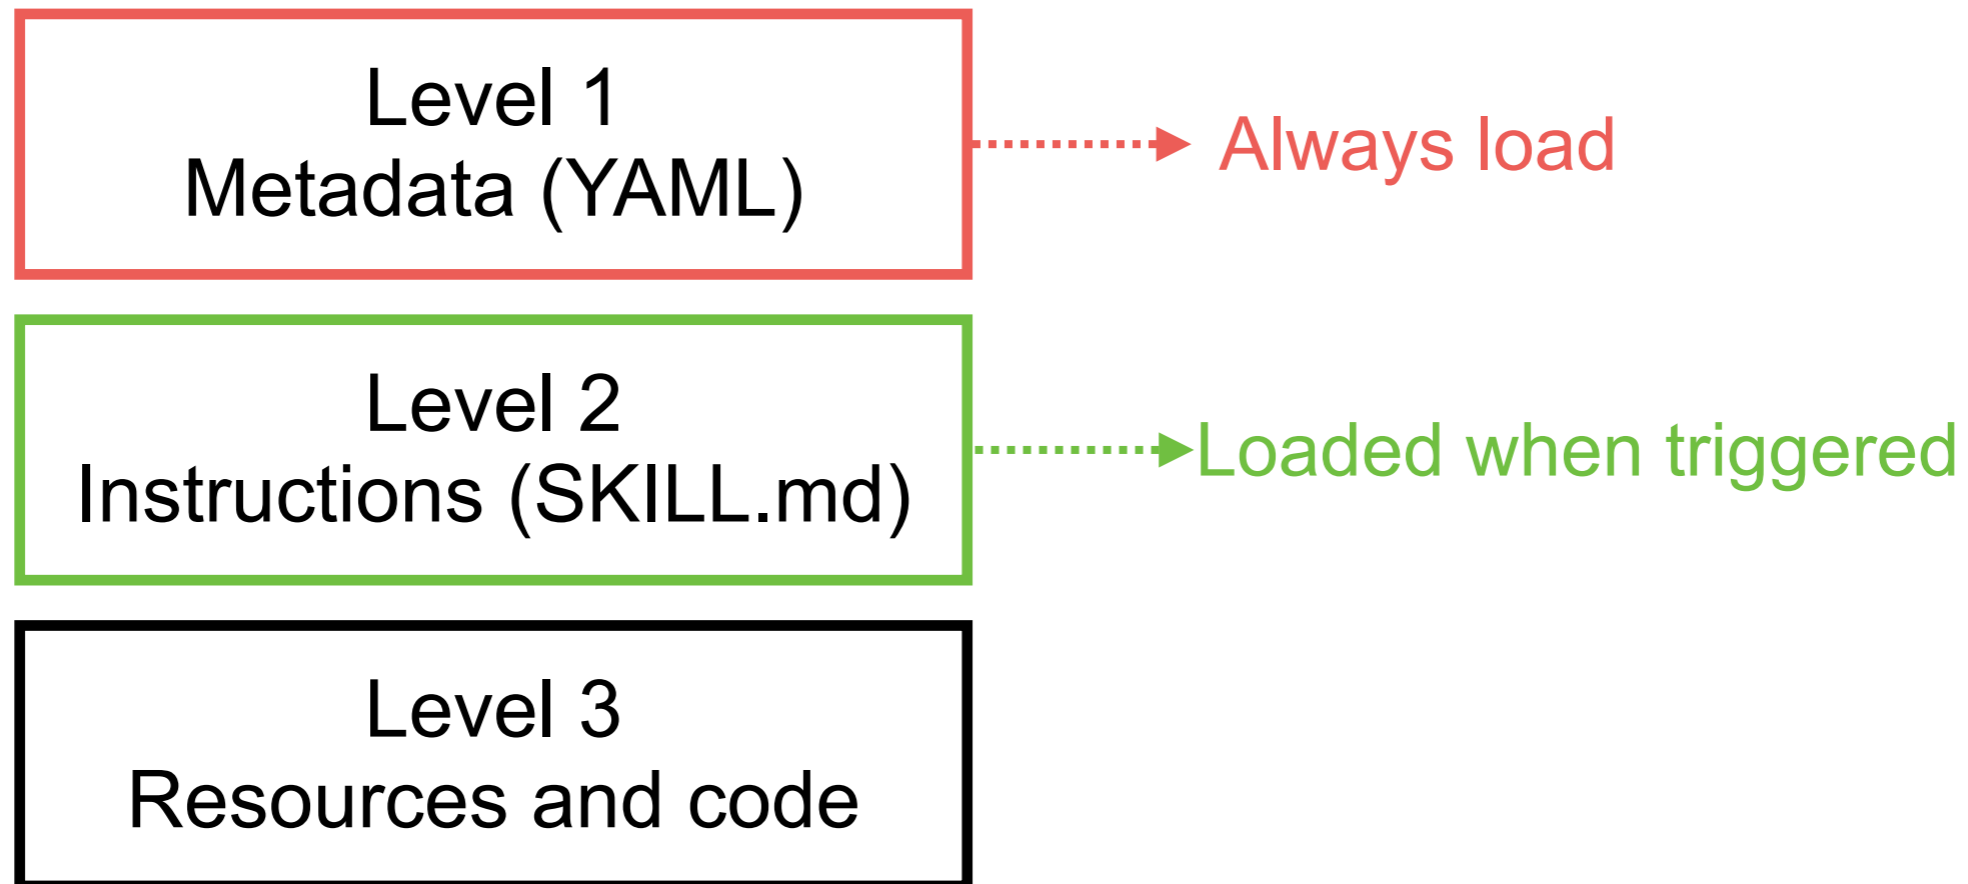 Level 1
Metadata (YAML)
Always load
Level 2
Instructions (SKILL.md)
Loaded when triggered
Level 3
Resources and code